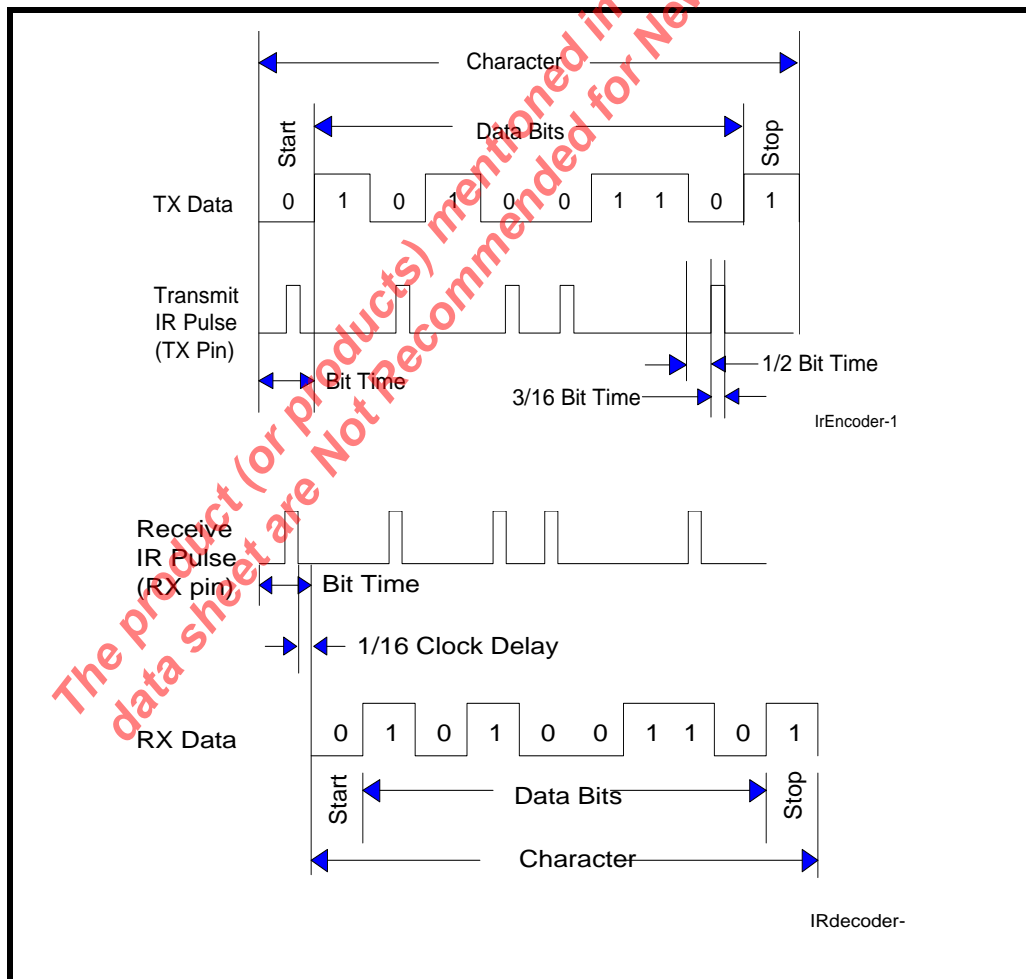 Character
Start
Data Bits
Stop
TX Data
0 1 0 1 0 0 1 1 0 1
Transmit
IR Pulse
(TX Pin)
Bit Time
1/2 Bit Time
3/16 Bit Time
IrEncoder-1
Receive
IR Pulse
(RX pin)
Bit Time
1/16 Clock Delay
RX Data
0 1 0 1 0 0 1 1 0 1
Start
Data Bits
Stop
Character
IRdecoder-
The product (or products) mentioned in
data sheet are Not Recommended for New